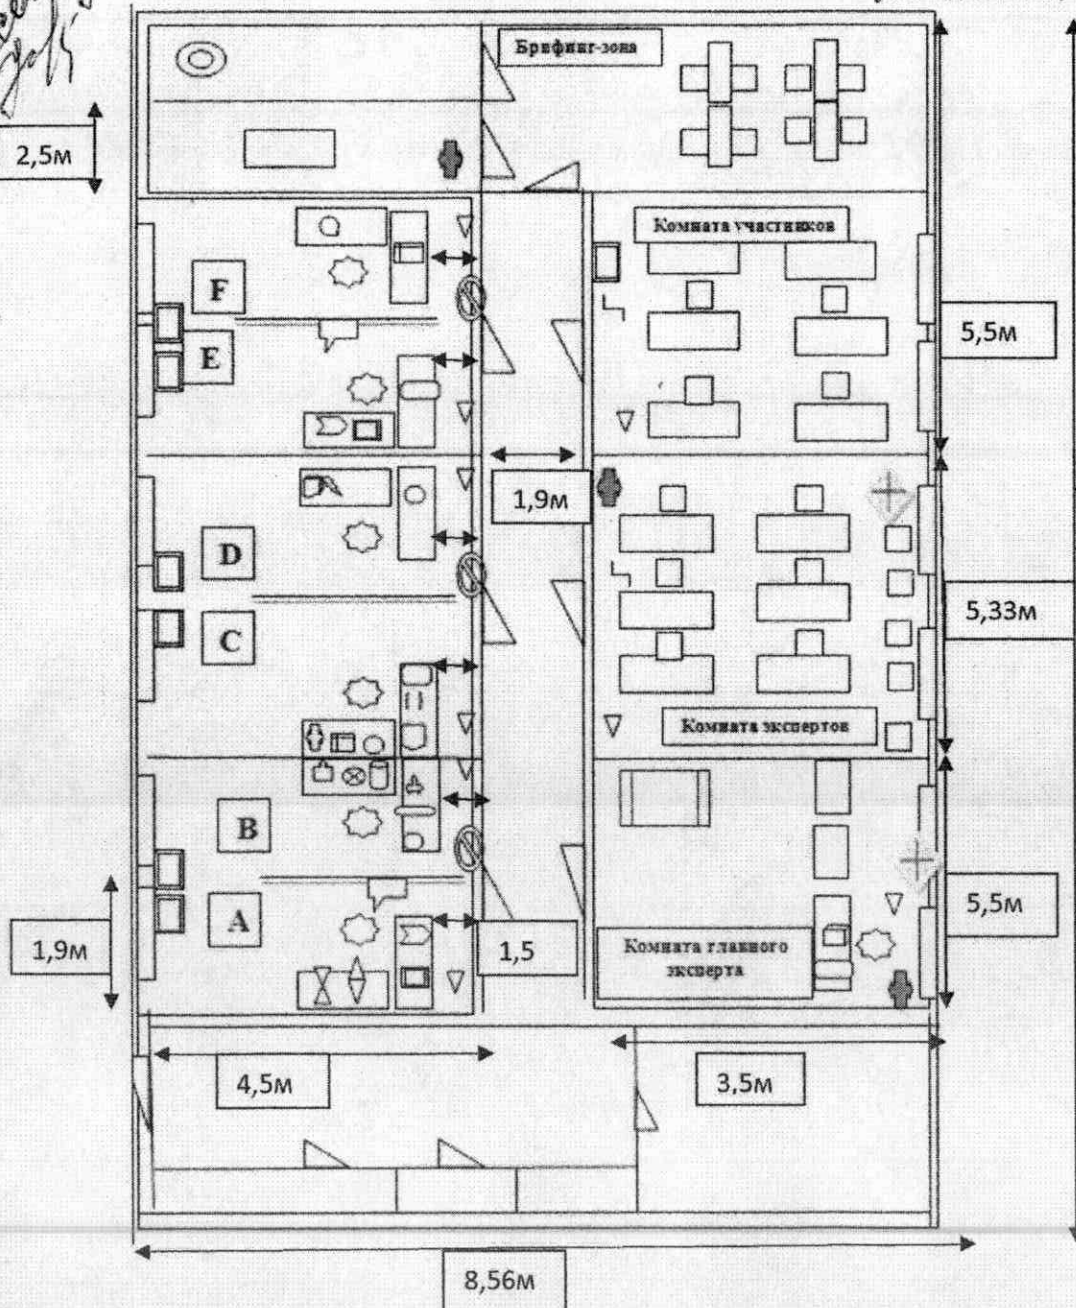 Брифинг-зона
2,5м
Комната участников
F
5,5м
E
1,9м
D
5,33м
C
Комната экспертов
B
A
5,5м
1,9м
1,5
Комната главного
эксперта
4,5м
3,5м
8,56м